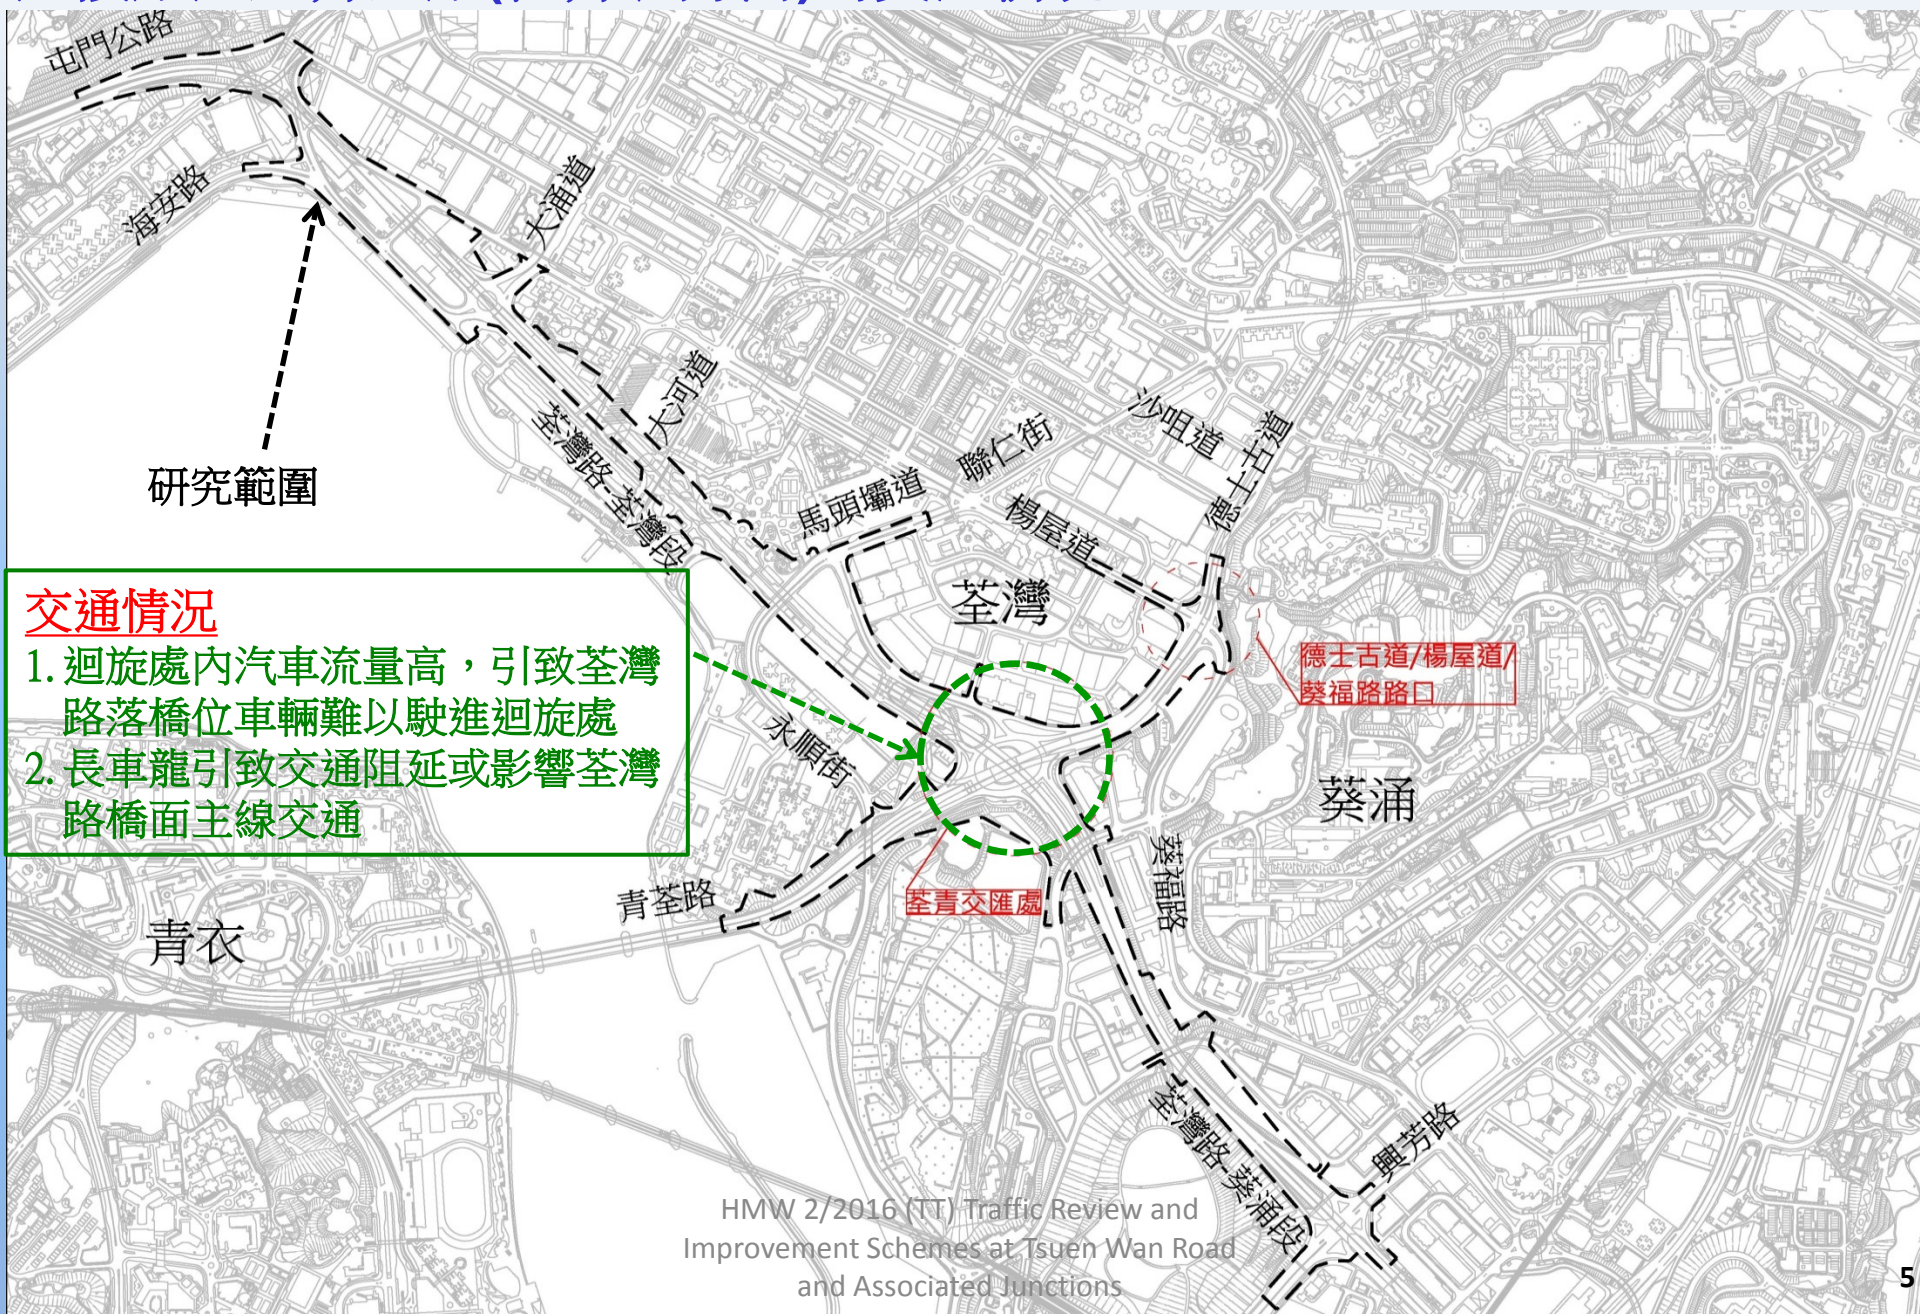 屯門公路
海安路
大涌道
大河道
荃灣路-荃灣段
研究範圍
馬頭壩道
聯仁街
沙咀道
楊屋道
德士古道
荃灣
交通情況
1. 迴旋處內汽車流量高，引致荃灣
路落橋位車輛難以駛進迴旋處
2. 長車龍引致交通阻延或影響荃灣
路橋面主線交通
德士古道/楊屋道/
葵福路路口
永順街
葵涌
葵福路
青荃路
荃青交匯處
青衣
荃灣路-葵涌段
興芳路
HMW 2/2016 (TT) Traffic Review and
Improvement Schemes at Tsuen Wan Road
and Associated Junctions
5